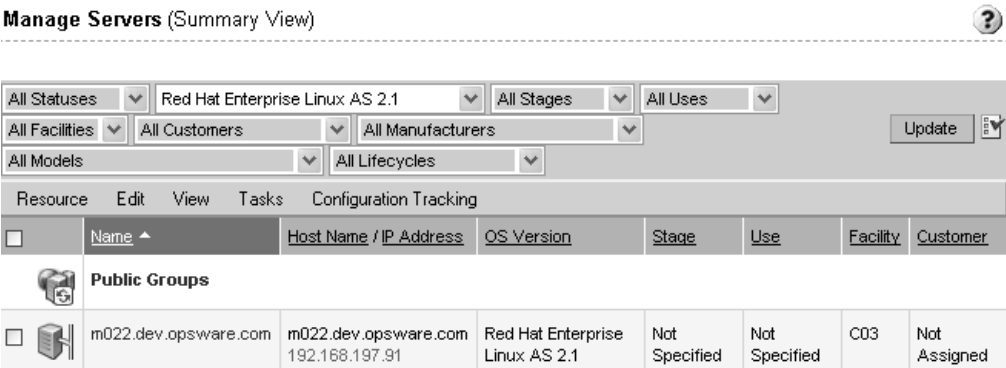 Manage Servers (Summary View)
?
All Statuses Red Hat Enterprise Linux AS 2.1 All Stages All Uses
All Facilities All Customers All Manufacturers Update
All Models All Lifecycles
Resource Edit View Tasks Configuration Tracking
Name Host Name / IP Address OS Version Stage Use Facility Customer
Public Groups
m022.dev.opsware.com m022.dev.opsware.com Red Hat Enterprise Not Not C03 Not
192.168.197.91 Linux AS 2.1 Specified Specified Assigned